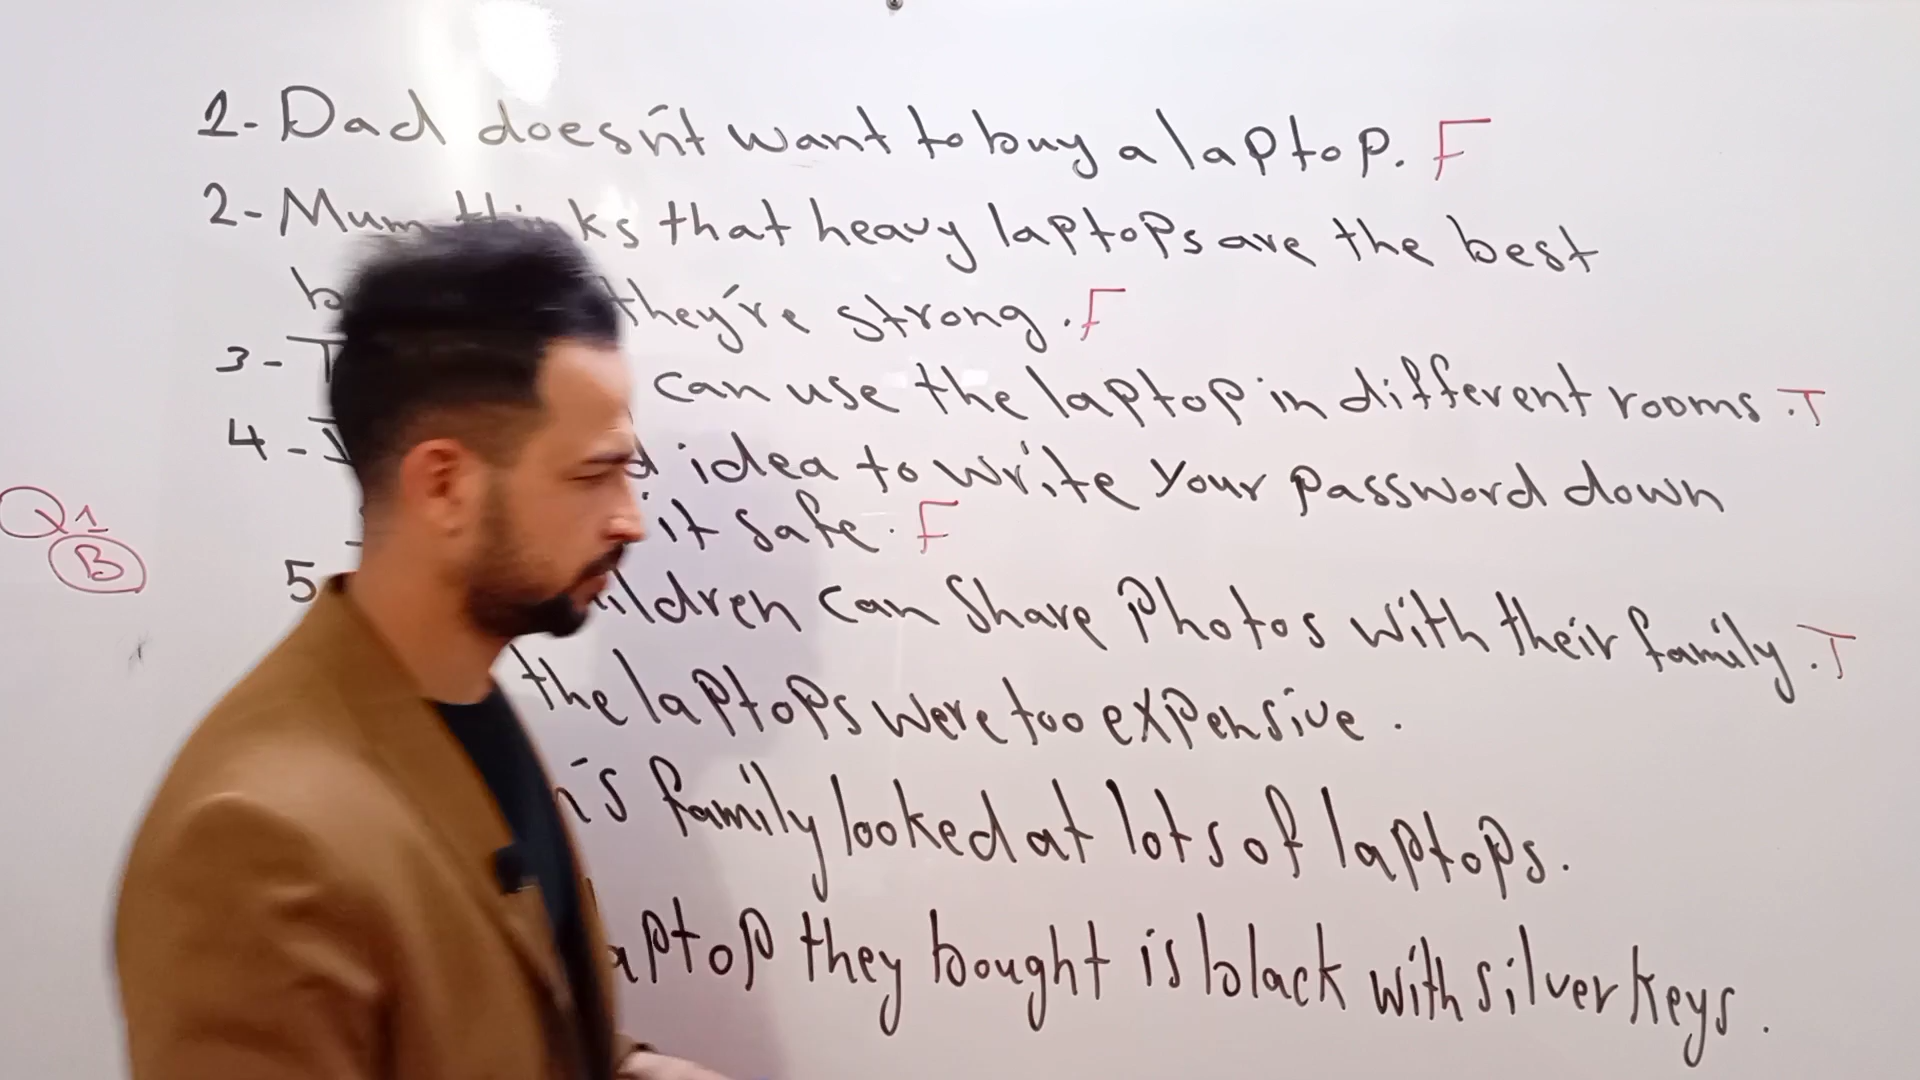 1- Dad doesn't want to buy a laptop. F
2- Mum thinks that heavy laptops are the best
they're strong. F
3- can use the laptop in different rooms. T
4- idea to write your password down
it safe. F
Q1
B
5 children can share photos with their family. T
the laptops were too expensive.
family looked at lots of laptops.
laptop they bought is black with silver keys.